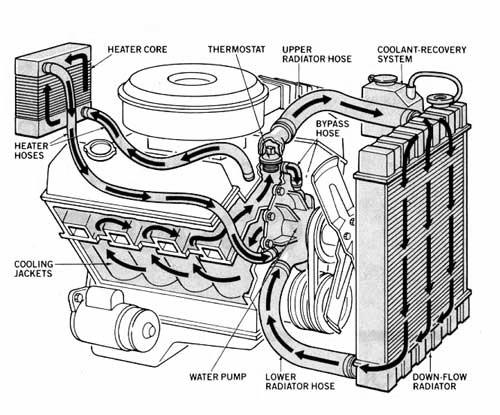 HEATER CORE
THERMOSTAT
UPPER
RADIATOR HOSE
COOLANT-RECOVERY
SYSTEM
HEATER
HOSES
BYPASS
HOSE
COOLING
JACKETS
WATER PUMP
LOWER
RADIATOR HOSE
DOWN-FLOW
RADIATOR